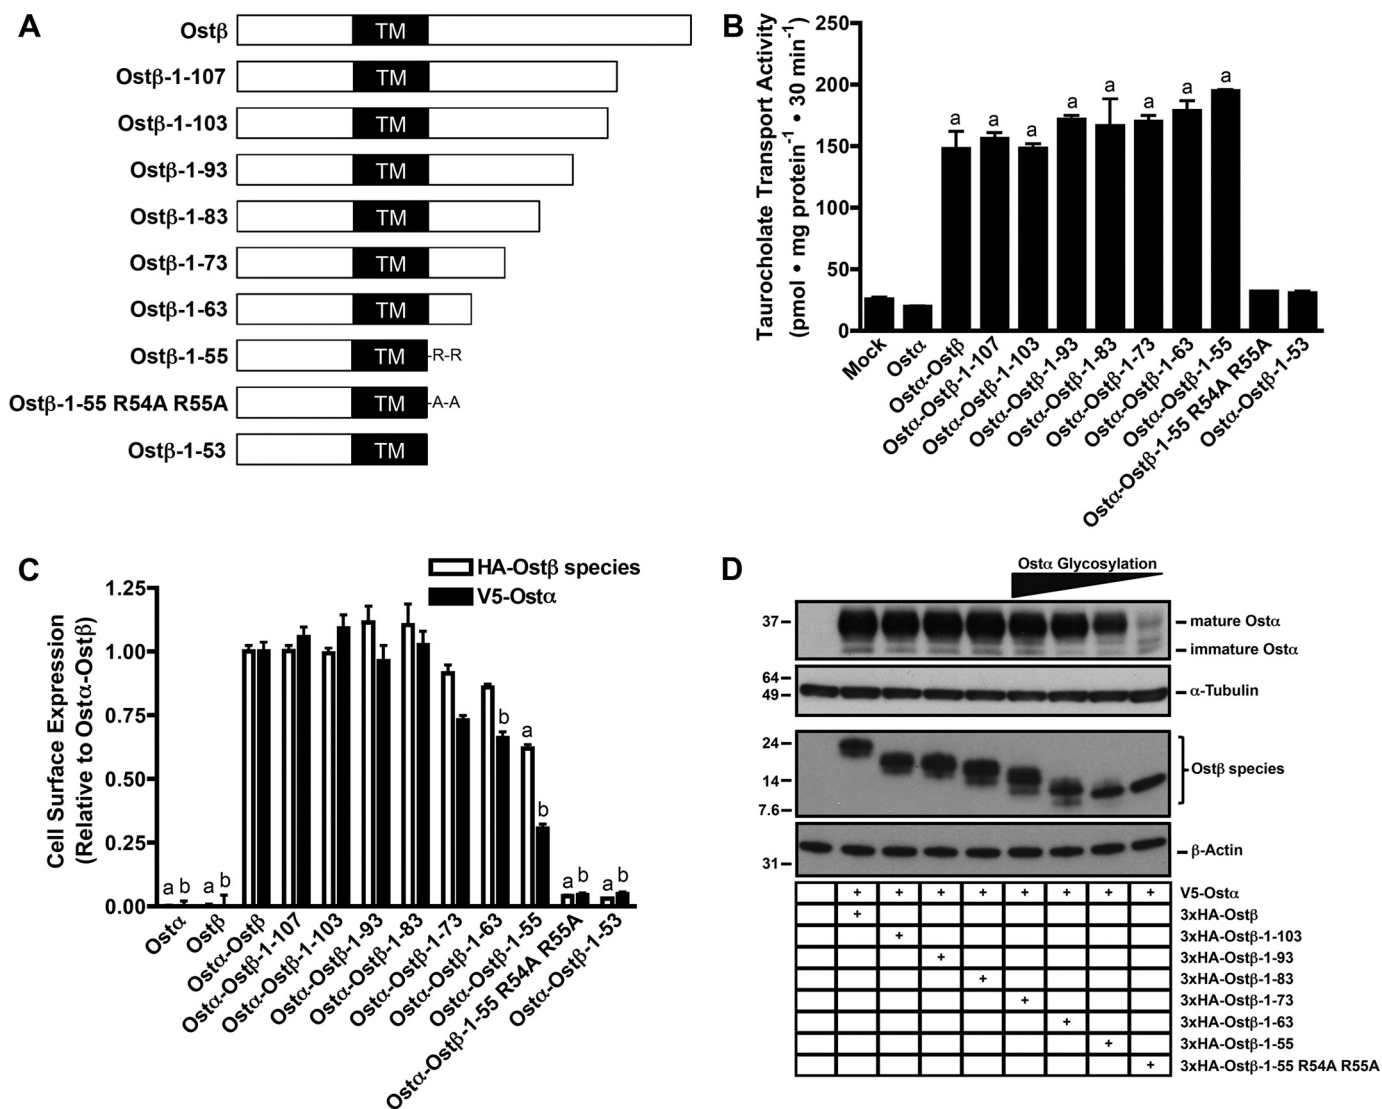 A
Ostβ
TM
Ostβ-1-107
TM
Ostβ-1-103
TM
Ostβ-1-93
TM
Ostβ-1-83
TM
Ostβ-1-73
TM
Ostβ-1-63
TM
Ostβ-1-55
TM
-R-R
Ostβ-1-55 R54A R55A
TM
-A-A
Ostβ-1-53
TM
B
Taurocholate Transport Activity
(pmol • mg protein-1 • 30 min-1)
250
200
150
100
50
0
a a a a a a a a
Mock
Ostα
Ostα-Ostβ
Ostα-Ostβ-1-107
Ostα-Ostβ-1-103
Ostα-Ostβ-1-93
Ostα-Ostβ-1-83
Ostα-Ostβ-1-73
Ostα-Ostβ-1-63
Ostα-Ostβ-1-55
Ostα-Ostβ-1-55 R54A R55A
Ostα-Ostβ-1-53
C
HA-Ostβ species
V5-Ostα
Cell Surface Expression
(Relative to Ostα-Ostβ)
1.25
1.00
0.75
0.50
0.25
0.00
a b a b b a b a b a b
Ostα
Ostβ
Ostα-Ostβ
Ostα-Ostβ-1-107
Ostα-Ostβ-1-103
Ostα-Ostβ-1-93
Ostα-Ostβ-1-83
Ostα-Ostβ-1-73
Ostα-Ostβ-1-63
Ostα-Ostβ-1-55
Ostα-Ostβ-1-55 R54A R55A
Ostα-Ostβ-1-53
D
Ostα Glycosylation
37
mature Ostα
immature Ostα
64
49
α-Tubulin
24
14
7.6
Ostβ species
31
β-Actin
+ + + + + + + + V5-Ostα
+ 3xHA-Ostβ
+ 3xHA-Ostβ-1-103
+ 3xHA-Ostβ-1-93
+ 3xHA-Ostβ-1-83
+ 3xHA-Ostβ-1-73
+ 3xHA-Ostβ-1-63
+ 3xHA-Ostβ-1-55
+ 3xHA-Ostβ-1-55 R54A R55A